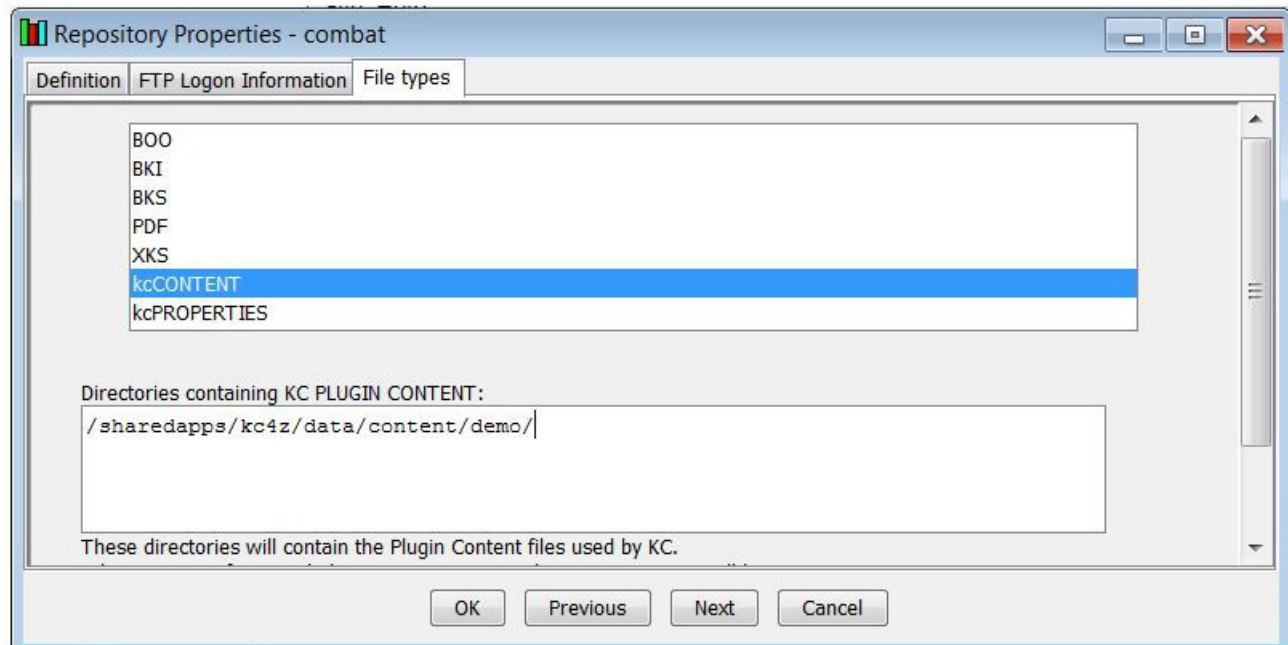 Repository Properties - combat
Definition FTP Logon Information File types
BOO
BKI
BKS
PDF
XKS
kcCONTENT
kcPROPERTIES
Directories containing KC PLUGIN CONTENT:
/sharedapps/kc4z/data/content/demo/
These directories will contain the Plugin Content files used by KC.
OK Previous Next Cancel